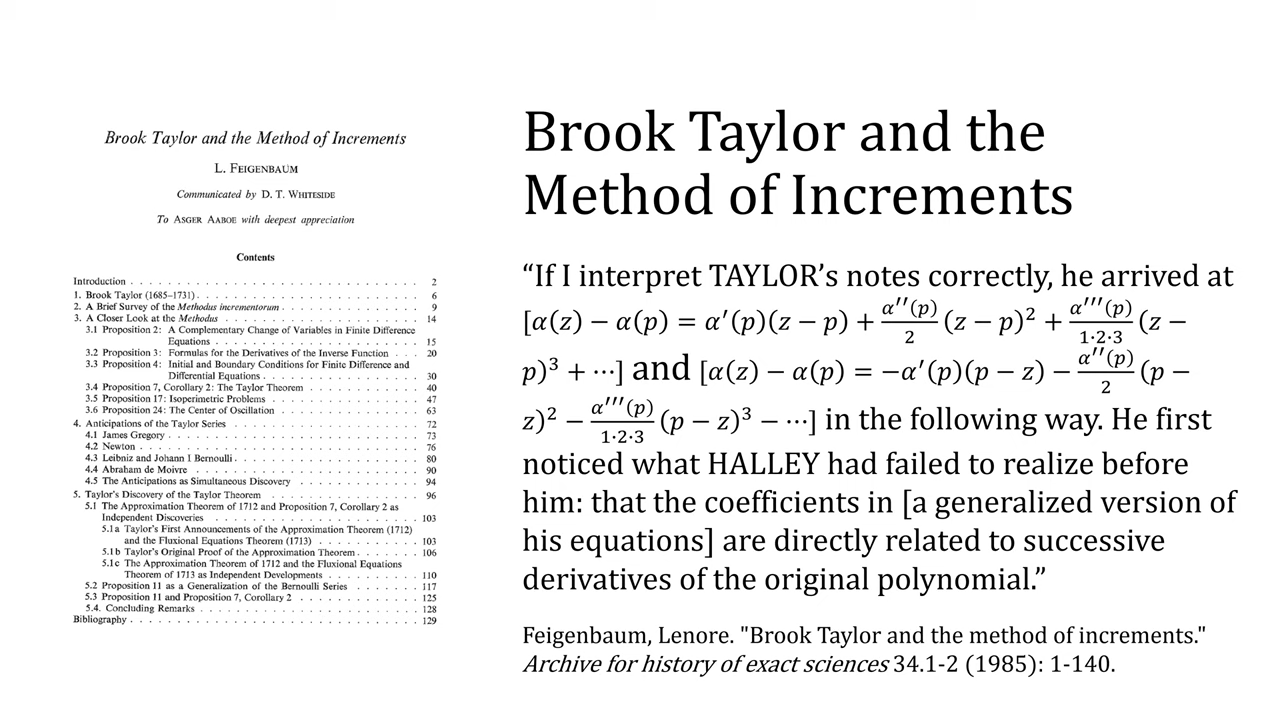 Brook Taylor and the Method of Increments
L. FEIGENBAUM
Communicated by D. T. WHITESIDE
To ASGER AABOE with deepest appreciation
Contents
Introduction . . . . . . . . . . . . . . . . . . . . . . . . . . . 2
1. Brook Taylor (1685–1731) . . . . . . . . . . . . . . . . . . . . 6
2. A Brief Survey of the Methodus incrementorum . . . . . . . . . . . 9
3. A Closer Look at the Methodus . . . . . . . . . . . . . . . . . . 14
3.1 Proposition 2: A Complementary Change of Variables in Finite Difference
Equations . . . . . . . . . . . . . . . . . . . . . 15
3.2 Proposition 3: Formulas for the Derivatives of the Inverse Function . . . 20
3.3 Proposition 4: Initial and Boundary Conditions for Finite Difference and
Differential Equations . . . . . . . . . . . . . . . . 30
3.4 Proposition 7, Corollary 2: The Taylor Theorem . . . . . . . . . . 40
3.5 Proposition 17: Isoperimetric Problems . . . . . . . . . . . . . . 47
3.6 Proposition 24: The Center of Oscillation . . . . . . . . . . . . . 63
4. Anticipations of the Taylor Series . . . . . . . . . . . . . . . . . 72
4.1 James Gregory . . . . . . . . . . . . . . . . . . . . . . . . 73
4.2 Newton . . . . . . . . . . . . . . . . . . . . . . . . . . . 76
4.3 Leibniz and Johann I Bernoulli . . . . . . . . . . . . . . . . . . 80
4.4 Abraham de Moivre . . . . . . . . . . . . . . . . . . . . . . 90
4.5 The Anticipations as Simultaneous Discovery . . . . . . . . . . . . 94
5. Taylor's Discovery of the Taylor Theorem . . . . . . . . . . . . . . 96
5.1 The Approximation Theorem of 1712 and Proposition 7, Corollary 2 as
Independent Discoveries . . . . . . . . . . . . . . . . . . . . 103
5.1a Taylor's First Announcements of the Approximation Theorem (1712)
and the Fluxional Equations Theorem (1713) . . . . . . . . . . . 103
5.1b Taylor's Original Proof of the Approximation Theorem . . . . . . . 106
5.1c The Approximation Theorem of 1712 and the Fluxional Equations
Theorem of 1713 as Independent Developments . . . . . . . . . . 110
5.2 Proposition 11 as a Generalization of the Bernoulli Series . . . . . . . 117
5.3 Proposition 11 and Proposition 7, Corollary 2 . . . . . . . . . . . 125
5.4. Concluding Remarks . . . . . . . . . . . . . . . . . . . . . 128
Bibliography . . . . . . . . . . . . . . . . . . . . . . . . . . . 129
Brook Taylor and the
Method of Increments
“If I interpret TAYLOR’s notes correctly, he arrived at
[α(z) − α(p) = α′(p)(z − p) + α′′(p)/2 (z − p)² + α′′′(p)/1·2·3 (z −
p)³ + ⋯] and [α(z) − α(p) = −α′(p)(p − z) − α′′(p)/2 (p −
z)² − α′′′(p)/1·2·3 (p − z)³ − ⋯] in the following way. He first
noticed what HALLEY had failed to realize before
him: that the coefficients in [a generalized version of
his equations] are directly related to successive
derivatives of the original polynomial.”
Feigenbaum, Lenore. "Brook Taylor and the method of increments."
Archive for history of exact sciences 34.1-2 (1985): 1-140.